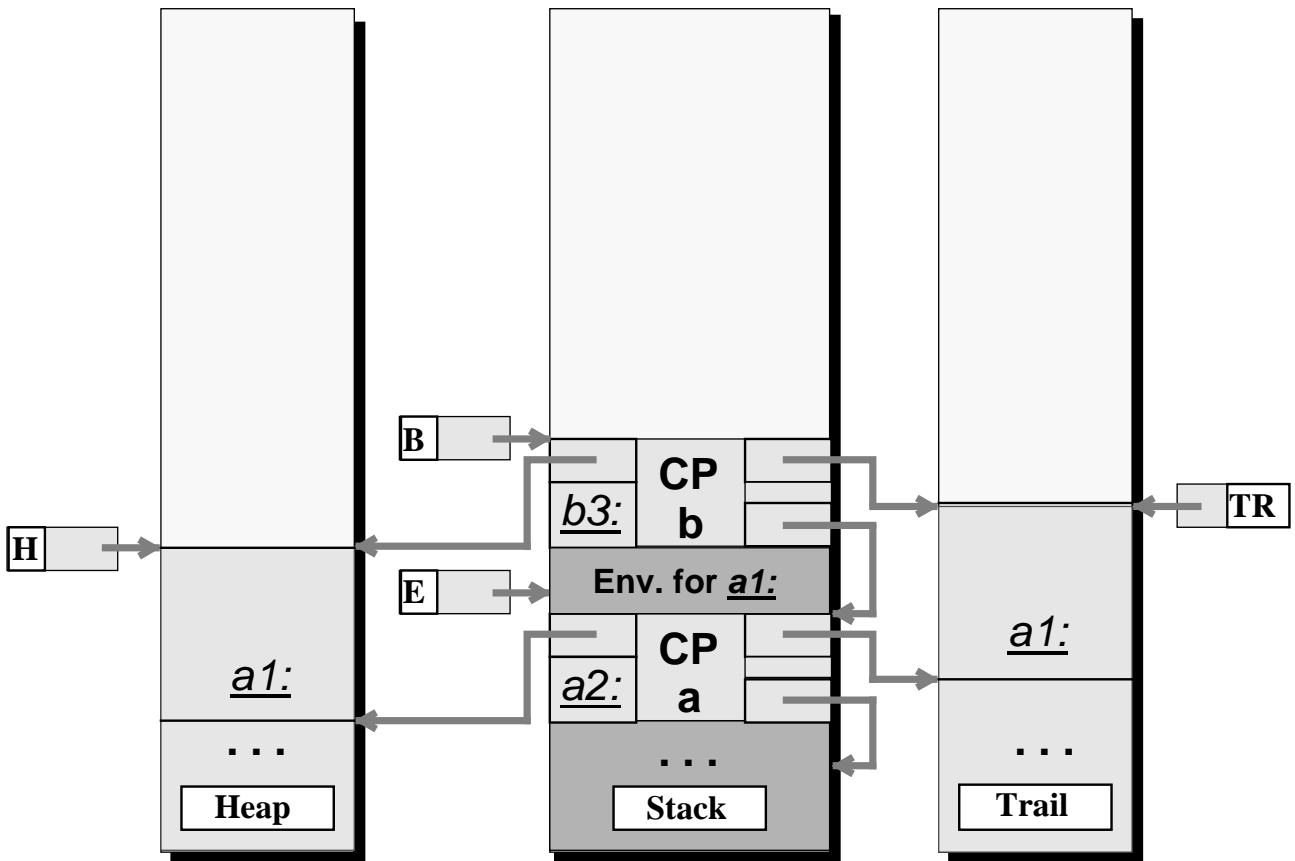 B
CP
b
b3:
TR
H
E
Env. for a1:
CP
a
a1:
a2:
a1:
. . .
. . .
. . .
Heap
Stack
Trail